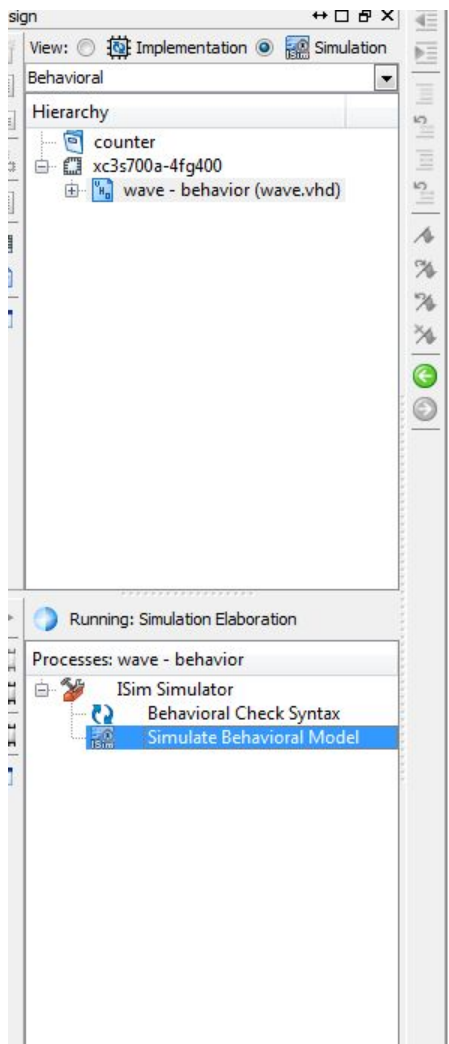 sign
View: Implementation Simulation
Behavioral
Hierarchy
counter
xc3s700a-4fg400
wave - behavior (wave.vhd)
Running: Simulation Elaboration
Processes: wave - behavior
ISim Simulator
Behavioral Check Syntax
ISim Simulate Behavioral Model